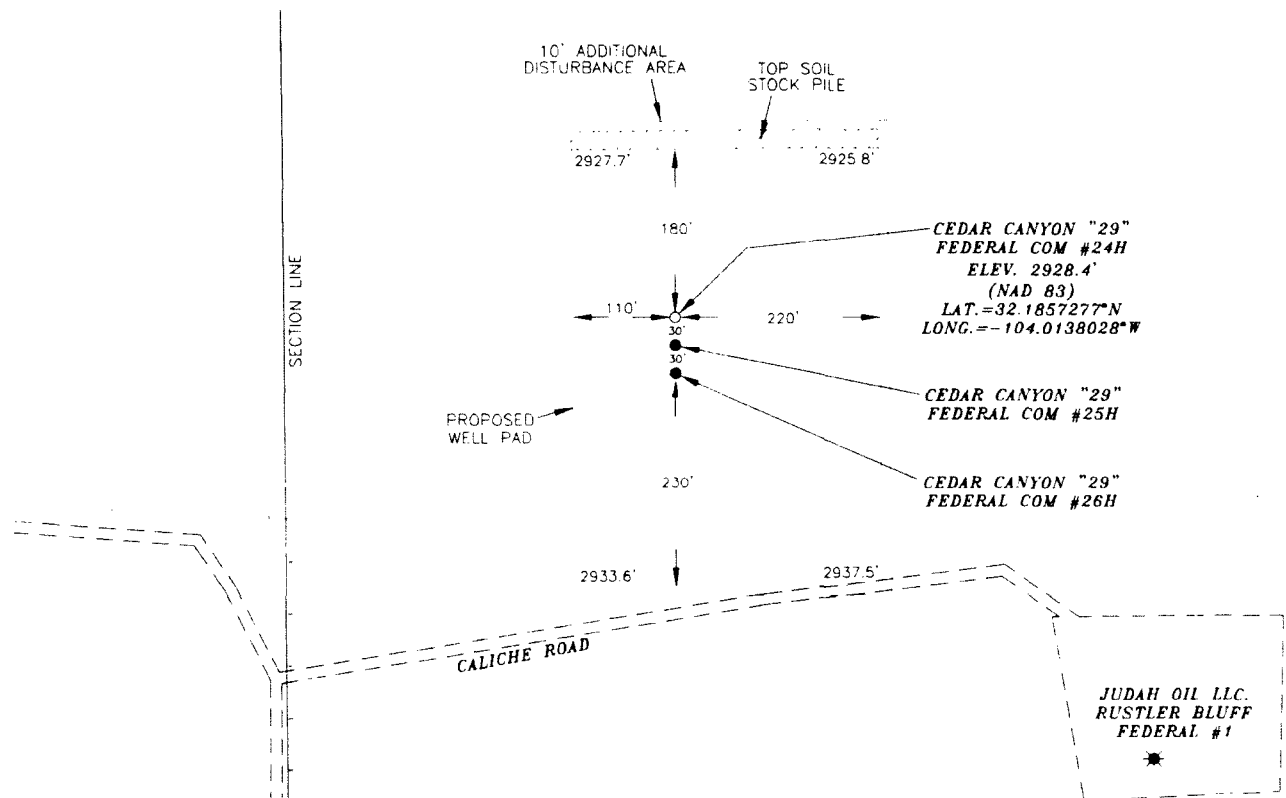 10' ADDITIONAL
DISTURBANCE AREA
TOP SOIL
STOCK PILE
2927.7'
2925.8'
180'
CEDAR CANYON "29"
FEDERAL COM #24H
ELEV. 2928.4'
(NAD 83)
LAT.=32.1857277°N
LONG.=-104.0138028°W
SECTION LINE
110'
220'
30'
30'
CEDAR CANYON "29"
FEDERAL COM #25H
PROPOSED
WELL PAD
230'
CEDAR CANYON "29"
FEDERAL COM #26H
2933.6'
2937.5'
CALICHE ROAD
JUDAH OIL LLC.
RUSTLER BLUFF
FEDERAL #1